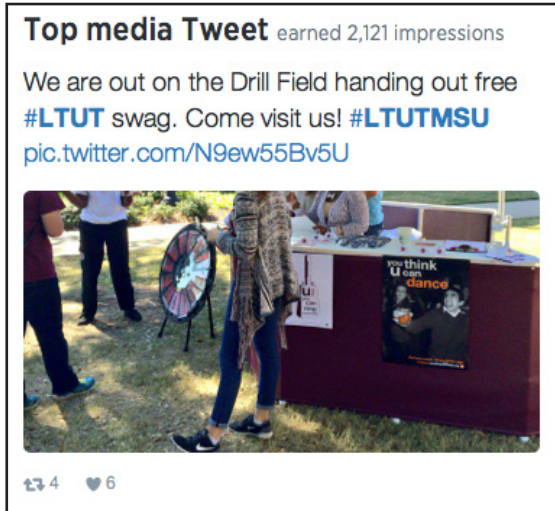 Top media Tweet earned 2,121 impressions
We are out on the Drill Field handing out free
#LTUT swag. Come visit us! #LTUTMSU
pic.twitter.com/N9ew55Bv5U
you think
'u can
dance
u
can
4 6